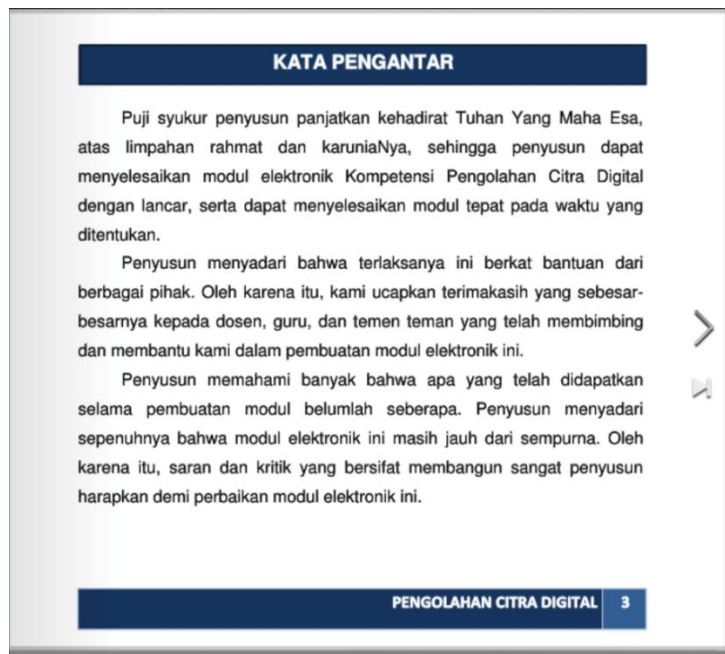 KATA PENGANTAR
Puji syukur penyusun panjatkan kehadirat Tuhan Yang Maha Esa,
atas limpahan rahmat dan karuniaNya, sehingga penyusun dapat
menyelesaikan modul elektronik Kompetensi Pengolahan Citra Digital
dengan lancar, serta dapat menyelesaikan modul tepat pada waktu yang
ditentukan.
Penyusun menyadari bahwa terlaksanya ini berkat bantuan dari
berbagai pihak. Oleh karena itu, kami ucapkan terimakasih yang sebesar-
besarnya kepada dosen, guru, dan temen teman yang telah membimbing
dan membantu kami dalam pembuatan modul elektronik ini.
Penyusun memahami banyak bahwa apa yang telah didapatkan
selama pembuatan modul belumlah seberapa. Penyusun menyadari
sepenuhnya bahwa modul elektronik ini masih jauh dari sempurna. Oleh
karena itu, saran dan kritik yang bersifat membangun sangat penyusun
harapkan demi perbaikan modul elektronik ini.
PENGOLAHAN CITRA DIGITAL 3